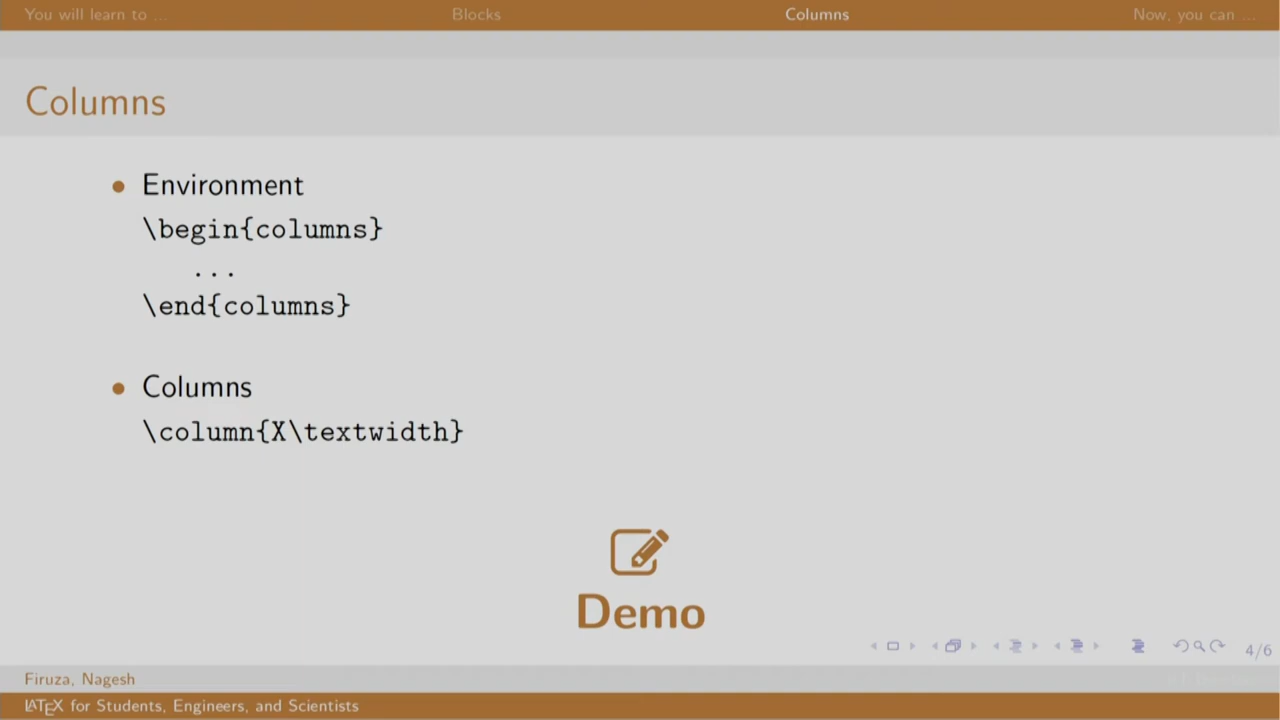 You will learn to ... Blocks Columns Now, you can ...
Columns
• Environment
\begin{columns}
...
\end{columns}
• Columns
\column{X\textwidth}
Demo
4/6
Firuza, Nagesh
LATEX for Students, Engineers, and Scientists